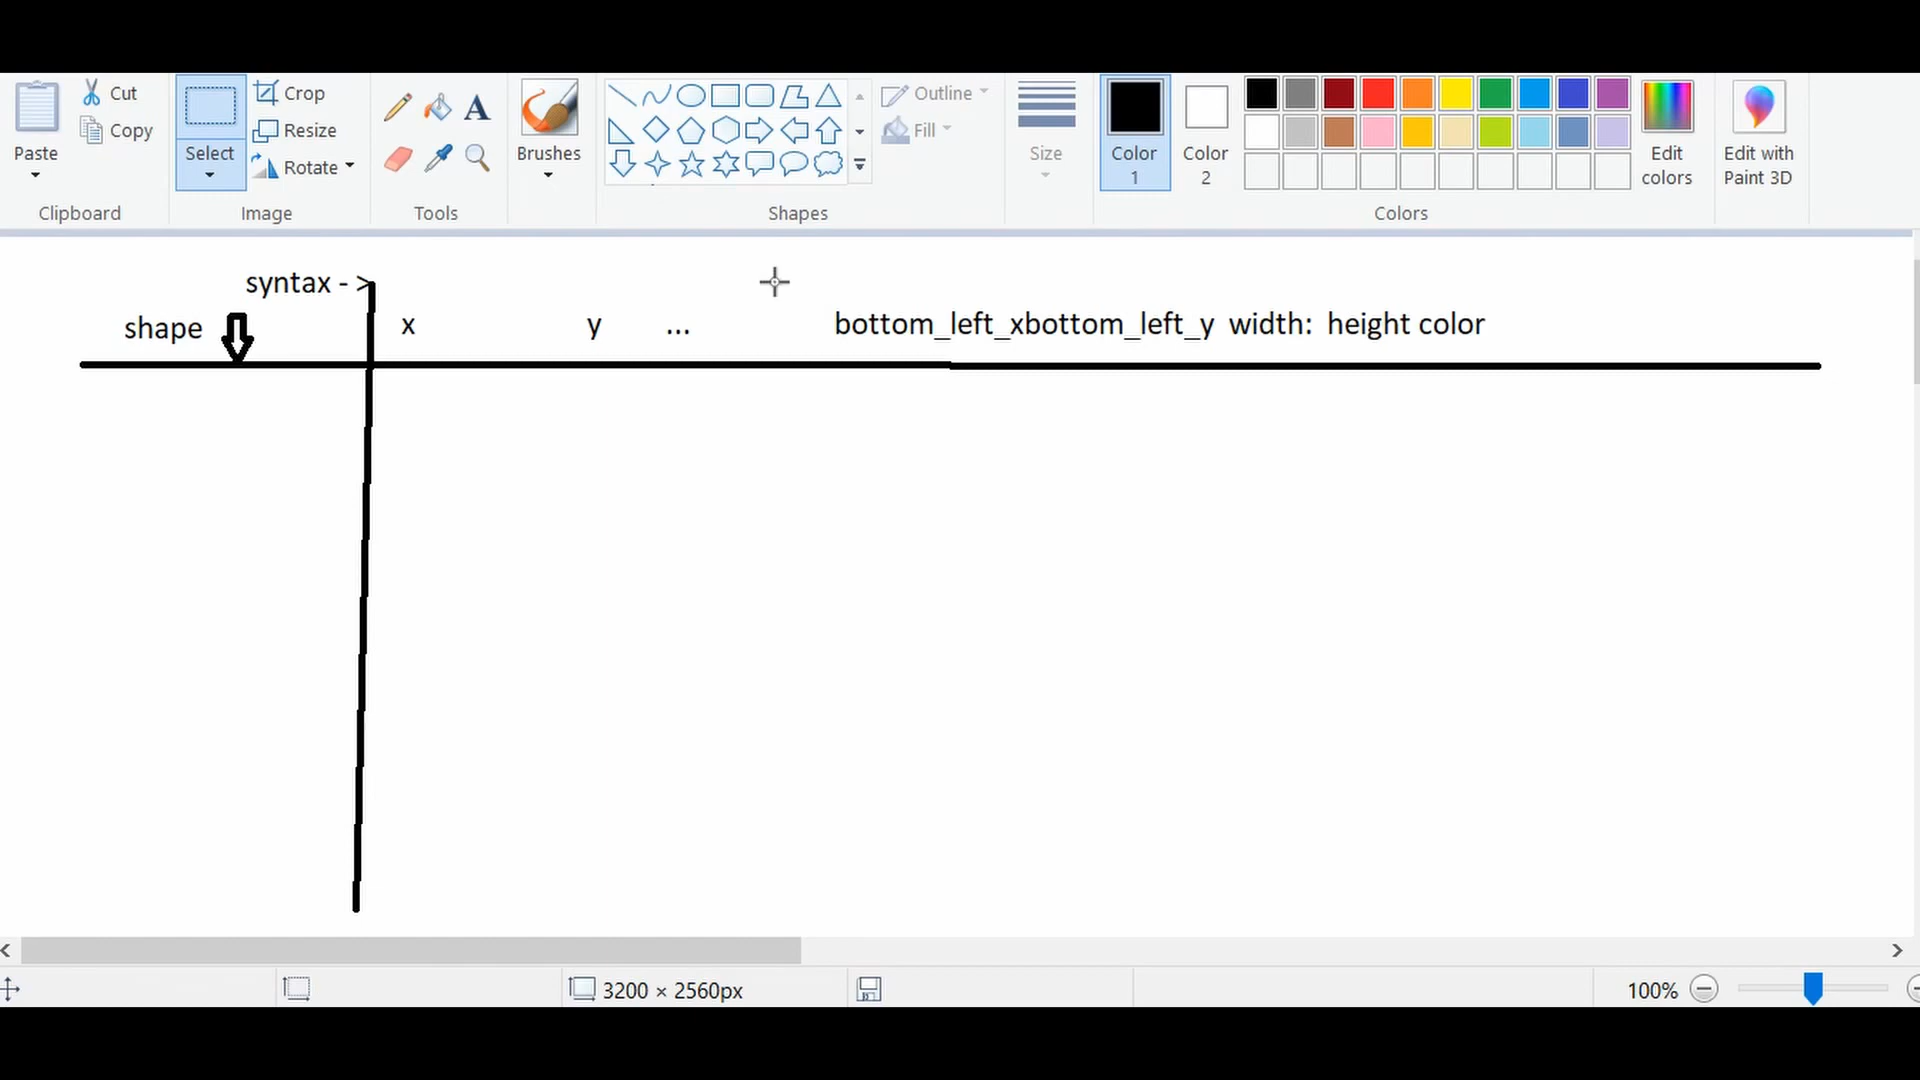 Paste
Cut
Copy
Clipboard
Select
Crop
Resize
Rotate
Image
A
Tools
Brushes
Shapes
Outline
Fill
Size
Color 1
Color 2
Colors
Edit colors
Edit with Paint 3D
syntax - >
shape x y ... bottom_left_xbottom_left_y width: height color
3200 × 2560px
100%